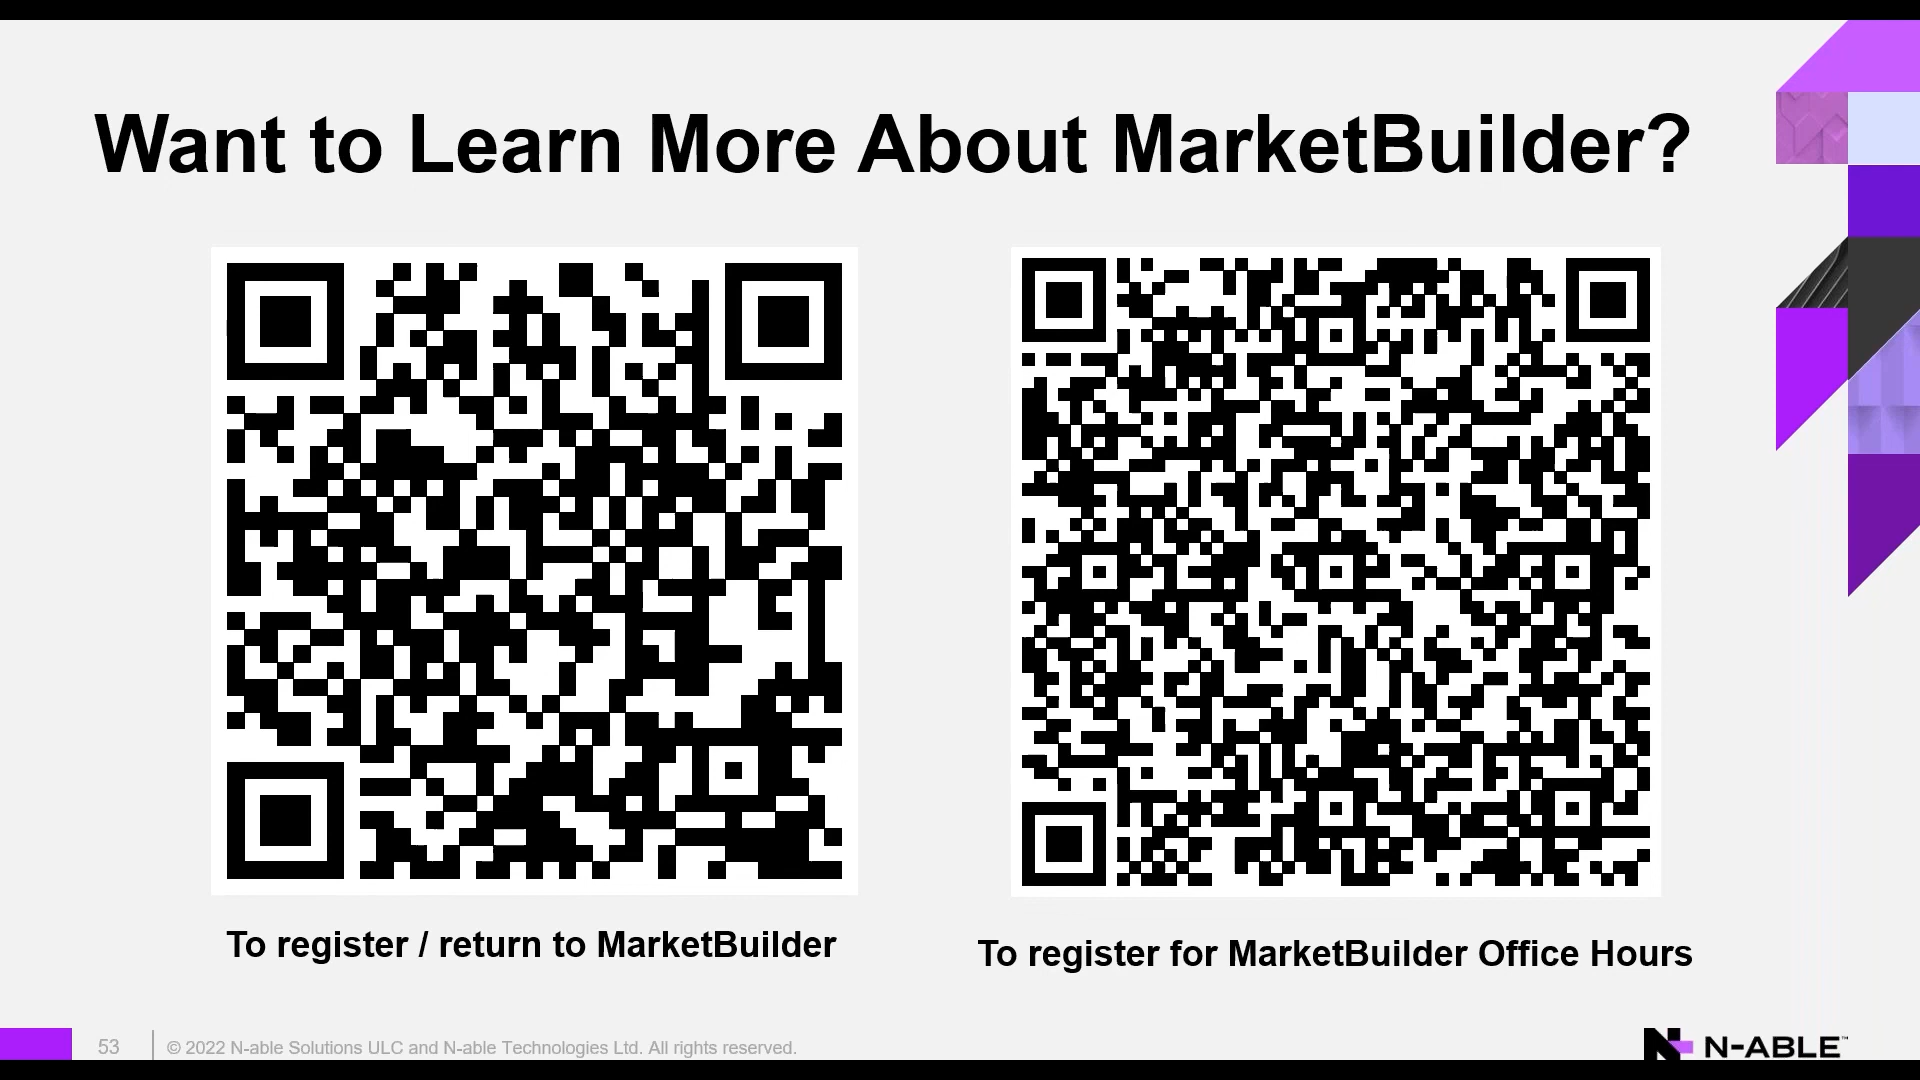 Want to Learn More About MarketBuilder?
To register / return to MarketBuilder
To register for MarketBuilder Office Hours
53
© 2022 N-able Solutions ULC and N-able Technologies Ltd. All rights reserved.
N-ABLE™